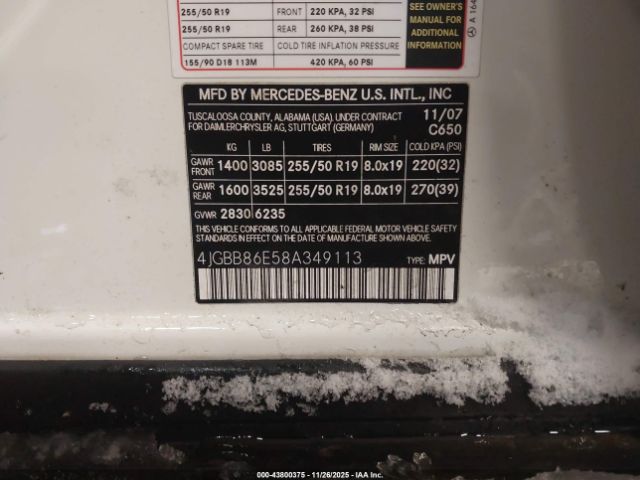 255/50 R19 FRONT 220 KPA, 32 PSI
255/50 R19 REAR 260 KPA, 38 PSI
COMPACT SPARE TIRE COLD TIRE INFLATION PRESSURE
155/90 D18 113M 420 KPA, 60 PSI
SEE OWNER'S
MANUAL FOR
ADDITIONAL
INFORMATION
A 164
MFD BY MERCEDES-BENZ U.S. INTL., INC
TUSCALOOSA COUNTY, ALABAMA (USA), UNDER CONTRACT 11/07
FOR DAIMLERCHRYSLER AG, STUTTGART (GERMANY) C650
KG LB TIRES RIM SIZE COLD KPA (PSI)
GAWR FRONT 1400 3085 255/50 R19 8.0x19 220(32)
GAWR REAR 1600 3525 255/50 R19 8.0x19 270(39)
GVWR 2830 6235
THIS VEHICLE CONFORMS TO ALL APPLICABLE FEDERAL MOTOR VEHICLE SAFETY
STANDARDS IN EFFECT ON THE DATE OF MANUFACTURE SHOWN ABOVE.
4JGBB86E58A349113 TYPE: MPV
000-43800375 - 11/26/2025 - IAA Inc.